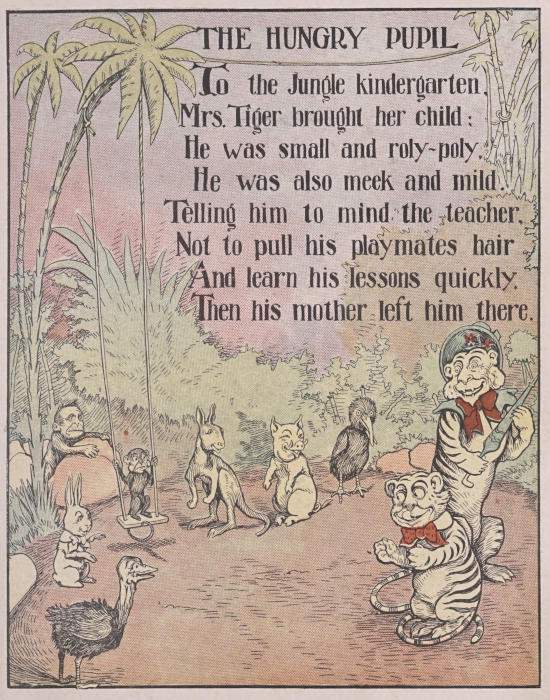 THE HUNGRY PUPIL
To the Jungle kindergarten,
Mrs. Tiger brought her child;
He was small and roly-poly,
He was also meek and mild.
Telling him to mind the teacher,
Not to pull his playmates hair
And learn his lessons quickly,
Then his mother left him there.